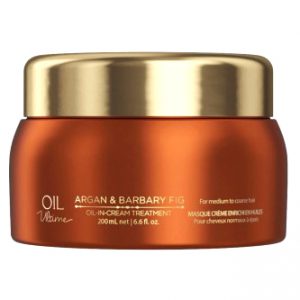 OIL
Ultime
ARGAN & BARBARY FIG
OIL-IN-CREAM TREATMENT
200 mL net | 6.6 fl. oz.
For medium to coarse hair
MASQUE CRÈME ENRICHIE EN HUILES
Pour cheveux normaux à épais